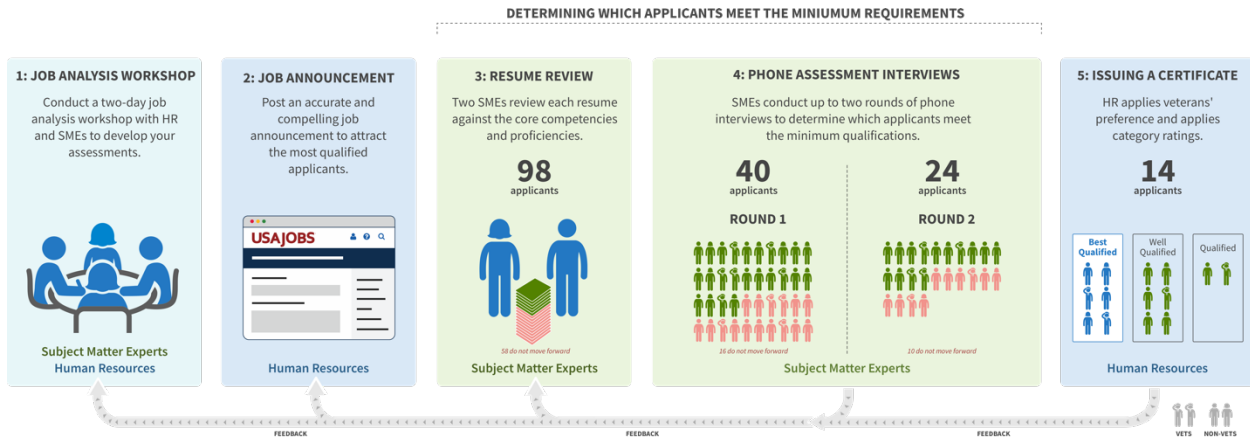 DETERMINING WHICH APPLICANTS MEET THE MINIUMUM REQUIREMENTS
1: JOB ANALYSIS WORKSHOP
Conduct a two-day job
analysis workshop with HR
and SMEs to develop your
assessments.
Subject Matter Experts
Human Resources
2: JOB ANNOUNCEMENT
Post an accurate and
compelling job
announcement to attract
the most qualified
applicants.
USAJOBS
Human Resources
3: RESUME REVIEW
Two SMEs review each resume
against the core competencies
and proficiencies.
98
applicants
58 do not move forward
Subject Matter Experts
4: PHONE ASSESSMENT INTERVIEWS
SMEs conduct up to two rounds of phone
interviews to determine which applicants meet
the minimum qualifications.
40
applicants
ROUND 1
16 do not move forward
24
applicants
ROUND 2
10 do not move forward
Subject Matter Experts
5: ISSUING A CERTIFICATE
HR applies veterans'
preference and applies
category ratings.
14
applicants
Best
Qualified
Well
Qualified
Qualified
Human Resources
FEEDBACK
FEEDBACK
FEEDBACK
VETS
NON-VETS